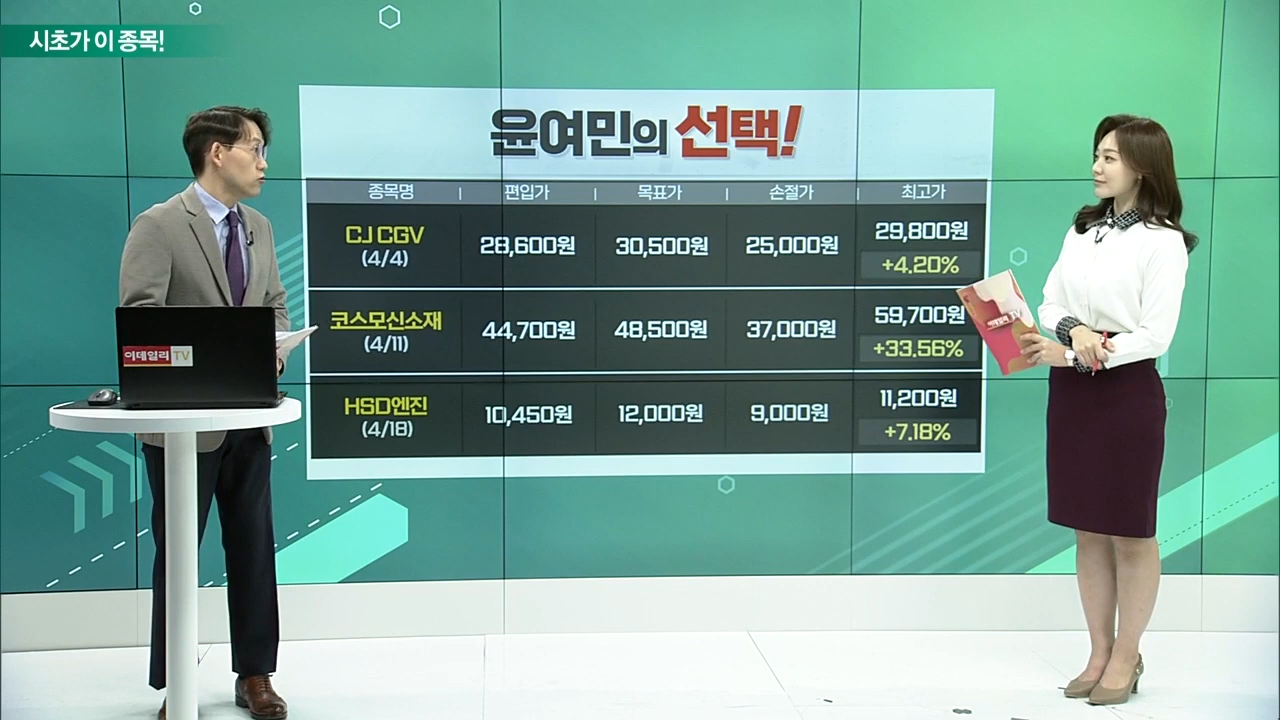 시초가 이 종목!
윤여민의 선택!
종목명 편입가 목표가 손절가 최고가
CJ CGV (4/4) 28,600원 30,500원 25,000원 29,800원 +4.20%
코스모신소재 (4/11) 44,700원 48,500원 37,000원 59,700원 +33.56%
HSD엔진 (4/18) 10,450원 12,000원 9,000원 11,200원 +7.18%
이데일리 TV
이데일리 TV